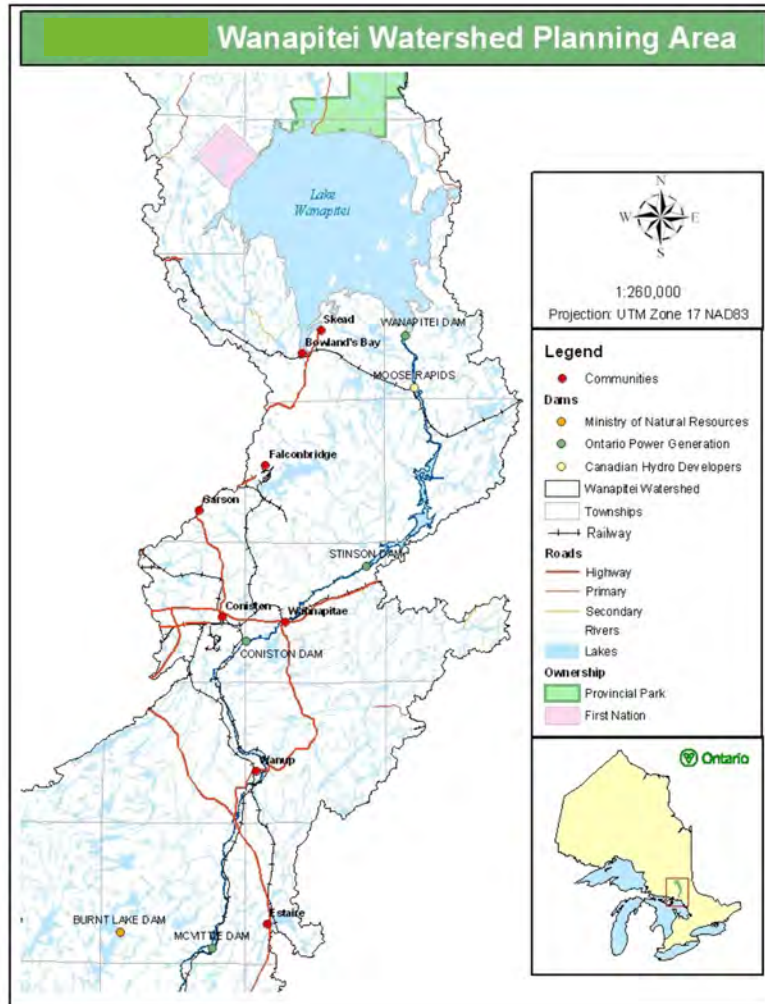 Wanapitei Watershed Planning Area
Lake
Wanapitei
N
W
E
S
1:260,000
Projection: UTM Zone 17 NAD83
Skead
WANAPITEI DAM
Bowland's Bay
MOOSE RAPIDS
Legend
Communities
Dams
Ministry of Natural Resources
Ontario Power Generation
Canadian Hydro Developers
Wanapitei Watershed
Townships
Railway
Roads
Highway
Primary
Secondary
Rivers
Lakes
Ownership
Provincial Park
First Nation
Falconbridge
Garson
STINSON DAM
Coniston
Wahnapitae
CONISTON DAM
Wanup
Ontario
BURNT LAKE DAM
Estaire
MCVITTIE DAM